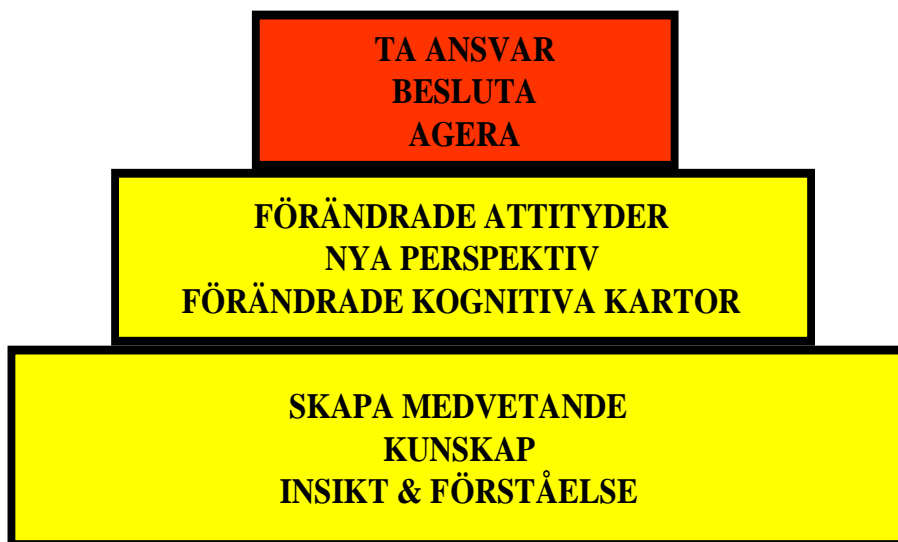 TA ANSVAR
BESLUTA
AGERA
FÖRÄNDRADE ATTITYDER
NYA PERSPEKTIV
FÖRÄNDRADE KOGNITIVA KARTOR
SKAPA MEDVETANDE
KUNSKAP
INSIKT & FÖRSTÅELSE